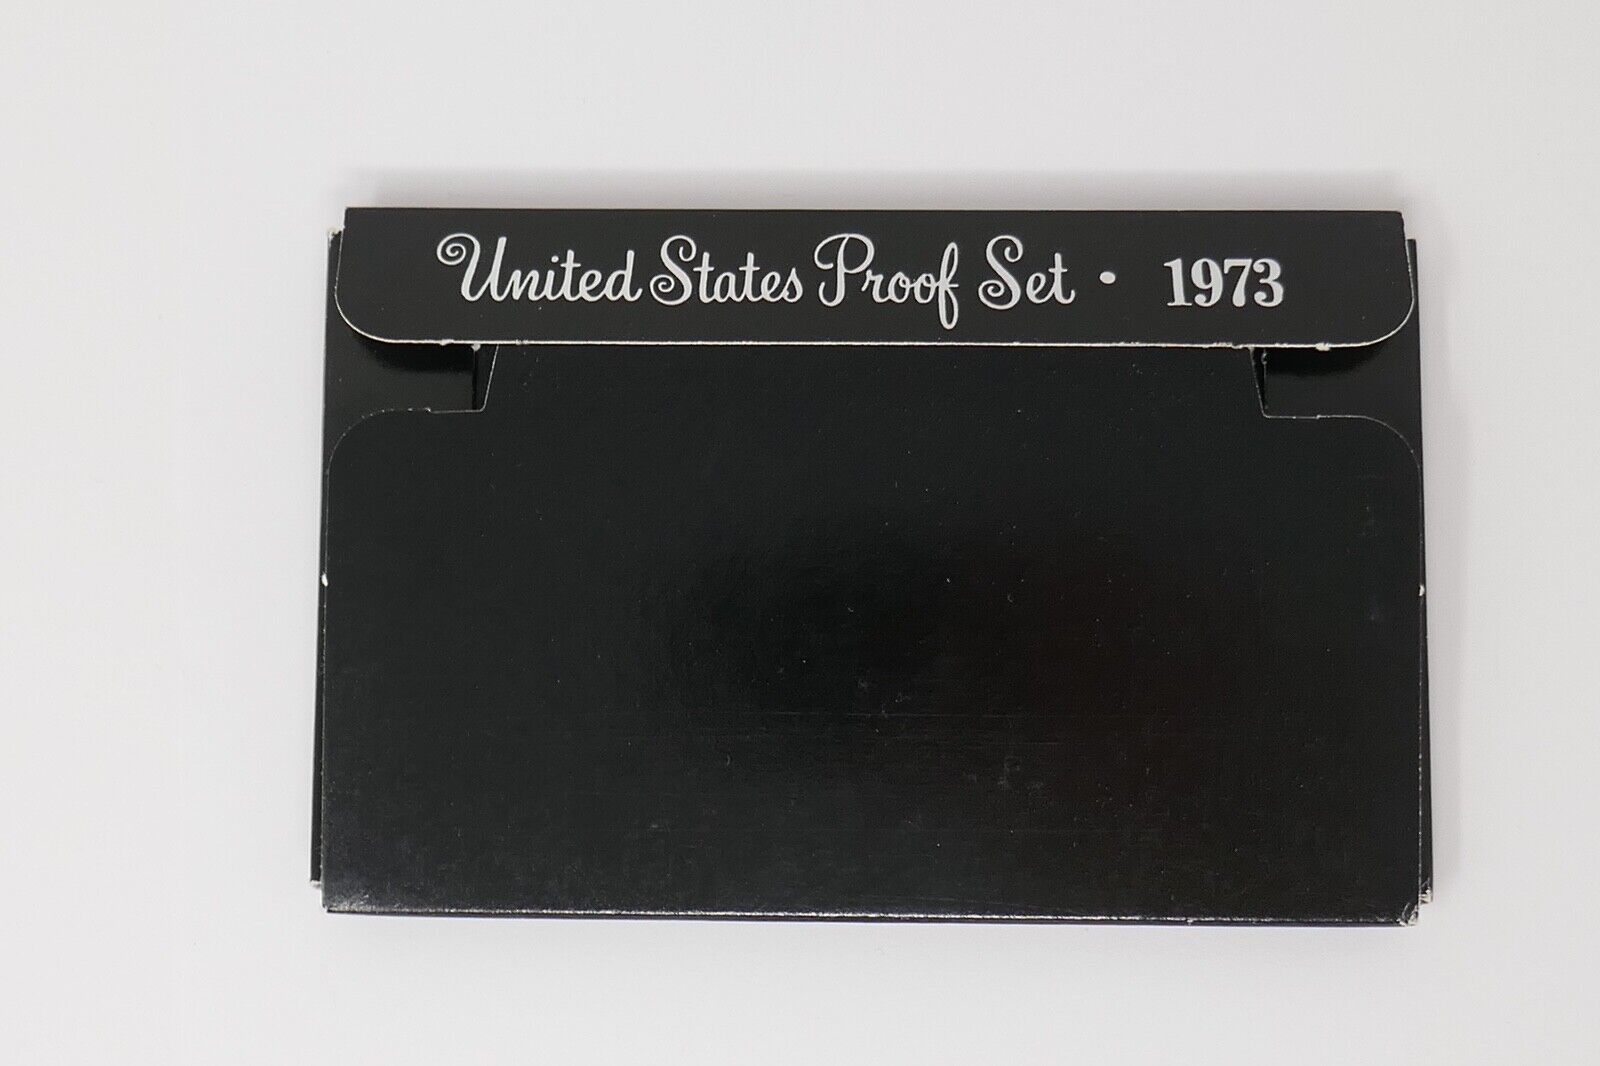 United States Proof Set • 1973